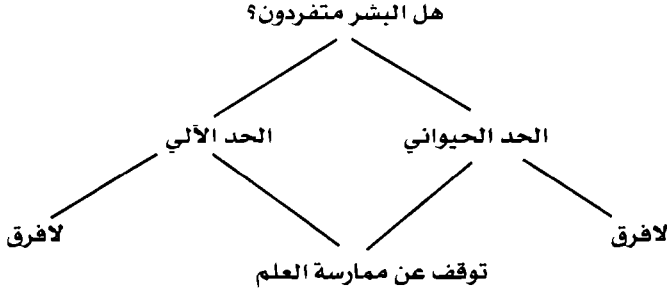 هل البشر متفردون؟
الحد الحيواني
الحد الآلي
لافرق
لافرق
توقف عن ممارسة العلم